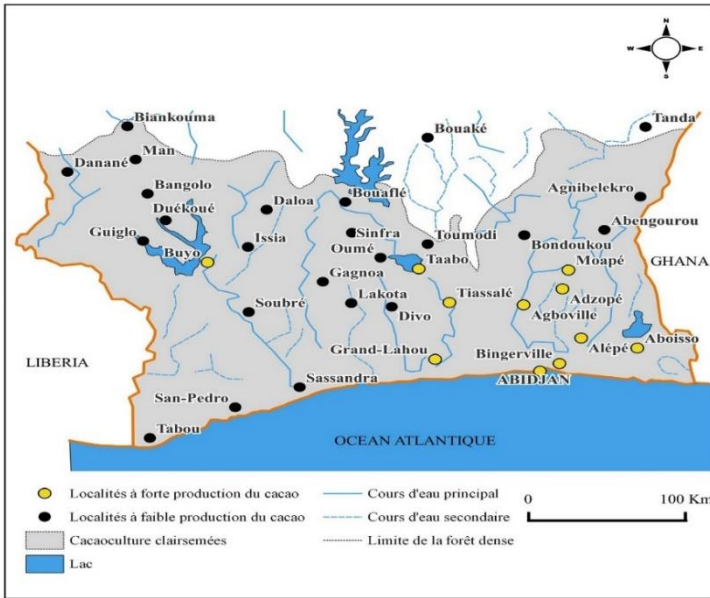 N
W E
S
Biankouma
Bouaké
Tanda
Man
Danané
Bangolo
Agnibelekro
Duékoué
Daloa
Bouaflé
Guiglo
Issia
Sinfra
Toumodi
Abengourou
Bondoukou
Buyo
Oumé
Taabo
Moapé
GHANA
Gagnoa
Adzopé
Soubré
Lakota
Tiassalé
Divo
Agboville
Aboisso
LIBERIA
Grand-Lahou
Bingerville
Alépé
Sassandra
ABIDJAN
San-Pedro
Tabou
OCEAN ATLANTIQUE
Localités à forte production du cacao
Localités à faible production du cacao
Cacaoculture clairsemées
Lac
Cours d'eau principal
Cours d'eau secondaire
Limite de la forêt dense
0 100 Km